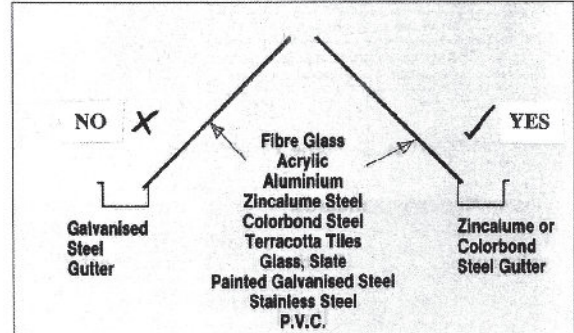 NO X
YES
Fibre Glass
Acrylic
Aluminium
Zincalume Steel
Colorbond Steel
Terracotta Tiles
Glass, Slate
Painted Galvanised Steel
Stainless Steel
P.V.C.
Galvanised
Steel
Gutter
Zincalume or
Colorbond
Steel Gutter